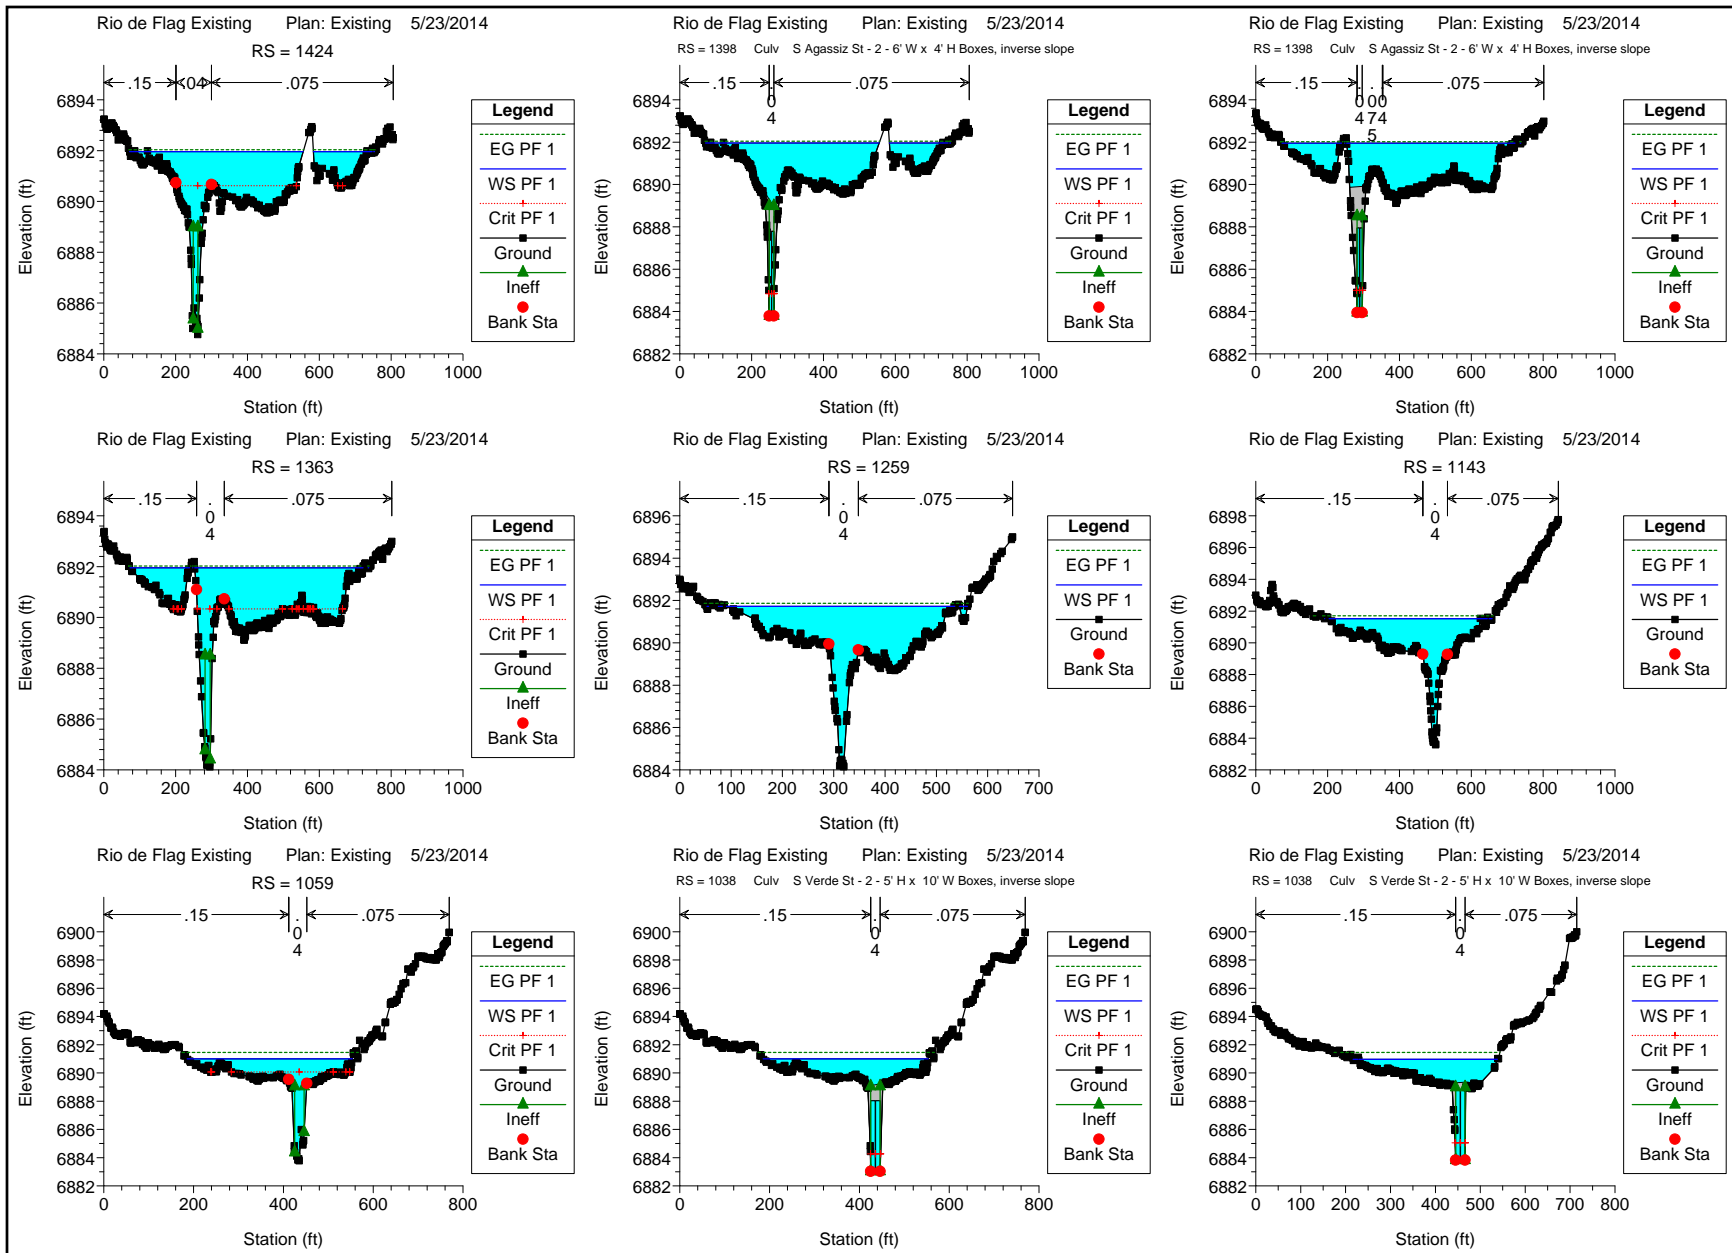 Rio de Flag Existing Plan: Existing 5/23/2014
RS = 1424
.15 .04 .075
Legend
EG PF 1
WS PF 1
Crit PF 1
Ground
Ineff
Bank Sta
6894
6892
6890
6888
6886
6884
Elevation (ft)
0 200 400 600 800 1000
Station (ft)
Rio de Flag Existing Plan: Existing 5/23/2014
RS = 1398 Culv S Agassiz St - 2 - 6' W x 4' H Boxes, inverse slope
.15 .04 .075
Legend
EG PF 1
WS PF 1
Crit PF 1
Ground
Ineff
Bank Sta
6894
6892
6890
6888
6886
6884
6882
Elevation (ft)
0 200 400 600 800 1000
Station (ft)
Rio de Flag Existing Plan: Existing 5/23/2014
RS = 1398 Culv S Agassiz St - 2 - 6' W x 4' H Boxes, inverse slope
.15 .04 .075 .075
Legend
EG PF 1
WS PF 1
Crit PF 1
Ground
Ineff
Bank Sta
6894
6892
6890
6888
6886
6884
6882
Elevation (ft)
0 200 400 600 800 1000
Station (ft)
Rio de Flag Existing Plan: Existing 5/23/2014
RS = 1363
.15 .04 .075
Legend
EG PF 1
WS PF 1
Crit PF 1
Ground
Ineff
Bank Sta
6894
6892
6890
6888
6886
6884
Elevation (ft)
0 200 400 600 800 1000
Station (ft)
Rio de Flag Existing Plan: Existing 5/23/2014
RS = 1259
.15 .04 .075
Legend
EG PF 1
WS PF 1
Ground
Bank Sta
6896
6894
6892
6890
6888
6886
6884
Elevation (ft)
0 100 200 300 400 500 600 700
Station (ft)
Rio de Flag Existing Plan: Existing 5/23/2014
RS = 1143
.15 .04 .075
Legend
EG PF 1
WS PF 1
Ground
Bank Sta
6898
6896
6894
6892
6890
6888
6886
6884
6882
Elevation (ft)
0 200 400 600 800 1000
Station (ft)
Rio de Flag Existing Plan: Existing 5/23/2014
RS = 1059
.15 .04 .075
Legend
EG PF 1
WS PF 1
Crit PF 1
Ground
Ineff
Bank Sta
6900
6898
6896
6894
6892
6890
6888
6886
6884
6882
Elevation (ft)
0 200 400 600 800
Station (ft)
Rio de Flag Existing Plan: Existing 5/23/2014
RS = 1038 Culv S Verde St - 2 - 5' H x 10' W Boxes, inverse slope
.15 .04 .075
Legend
EG PF 1
WS PF 1
Crit PF 1
Ground
Ineff
Bank Sta
6900
6898
6896
6894
6892
6890
6888
6886
6884
6882
Elevation (ft)
0 200 400 600 800
Station (ft)
Rio de Flag Existing Plan: Existing 5/23/2014
RS = 1038 Culv S Verde St - 2 - 5' H x 10' W Boxes, inverse slope
.15 .04 .075
Legend
EG PF 1
WS PF 1
Crit PF 1
Ground
Ineff
Bank Sta
6900
6898
6896
6894
6892
6890
6888
6886
6884
6882
Elevation (ft)
0 100 200 300 400 500 600 700 800
Station (ft)